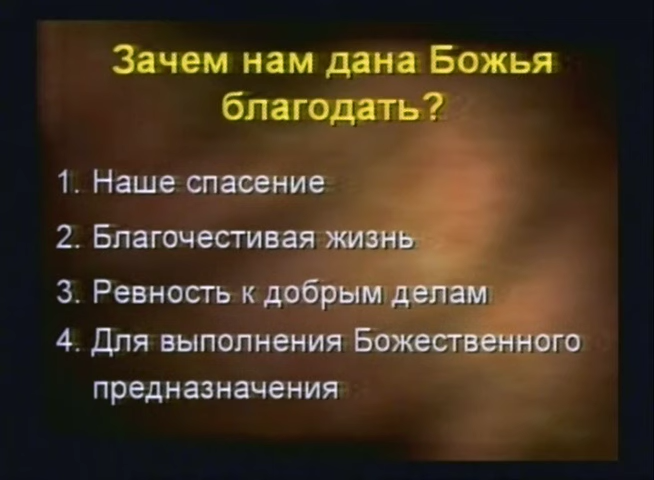 Зачем нам дана Божья
благодать?
1. Наше спасение
2. Благочестивая жизнь
3. Ревность к добрым делам
4. Для выполнения Божественного
предназначения